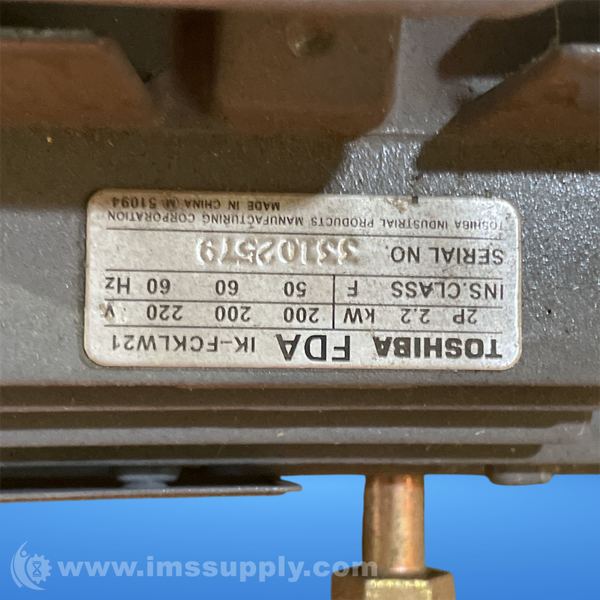 TOSHIBA FDA IK-FCKLW21
2P 2.2 kW 200 200 220 V
INS.CLASS F 50 60 60 Hz
SERIAL NO. 33102579
TOSHIBA INDUSTRIAL PRODUCTS MANUFACTURING CORPORATION
MADE IN CHINA (M) 51094
www.imssupply.com